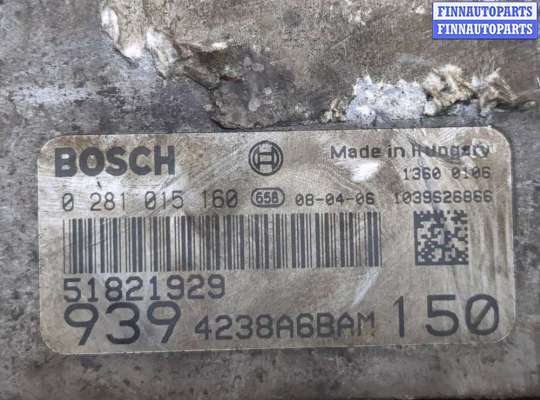 FINNAUTOPARTS
FINNAUTOPARTS
BOSCH
Made in Hungary
1360 0106
0 281 015 160 658 08-04-06 1039S26866
51821929
939 4238A6BAM 150